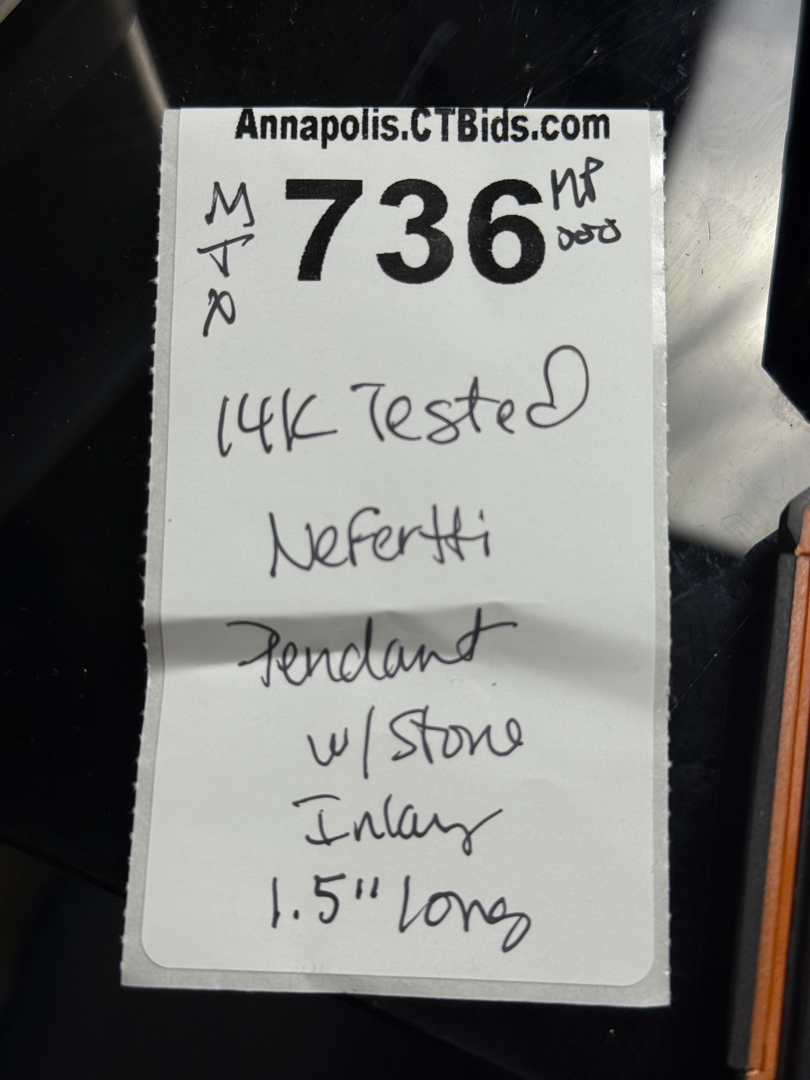 Annapolis.CTBids.com
736
M
J
14K Tested
Nefertti
Pendant
w/ Stone
Inlay
1.5" long